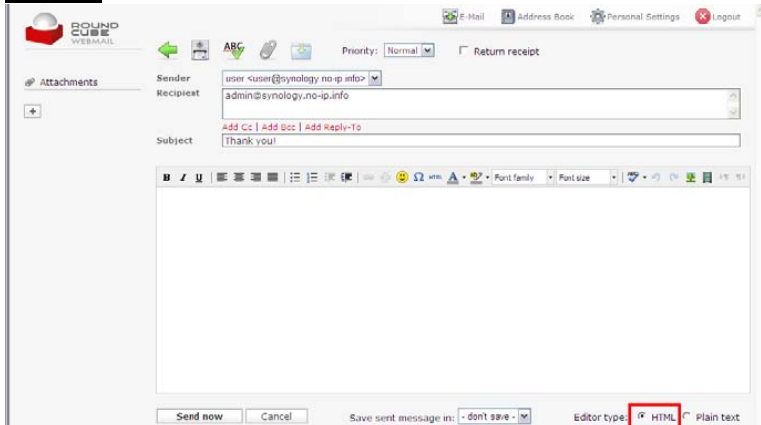 ROUND
CUBE
WEBMAIL
E-Mail Address Book Personal Settings Logout
ABC Priority: Normal Return receipt
Attachments
Sender user <user@synology.no-ip.info>
Recipient admin@synology.no-ip.info
Add Cc | Add Bcc | Add Reply-To
Subject Thank you!
B I U Ω HTML A Font family Font size
Send now Cancel Save sent message in: - don't save - Editor type: HTML Plain text